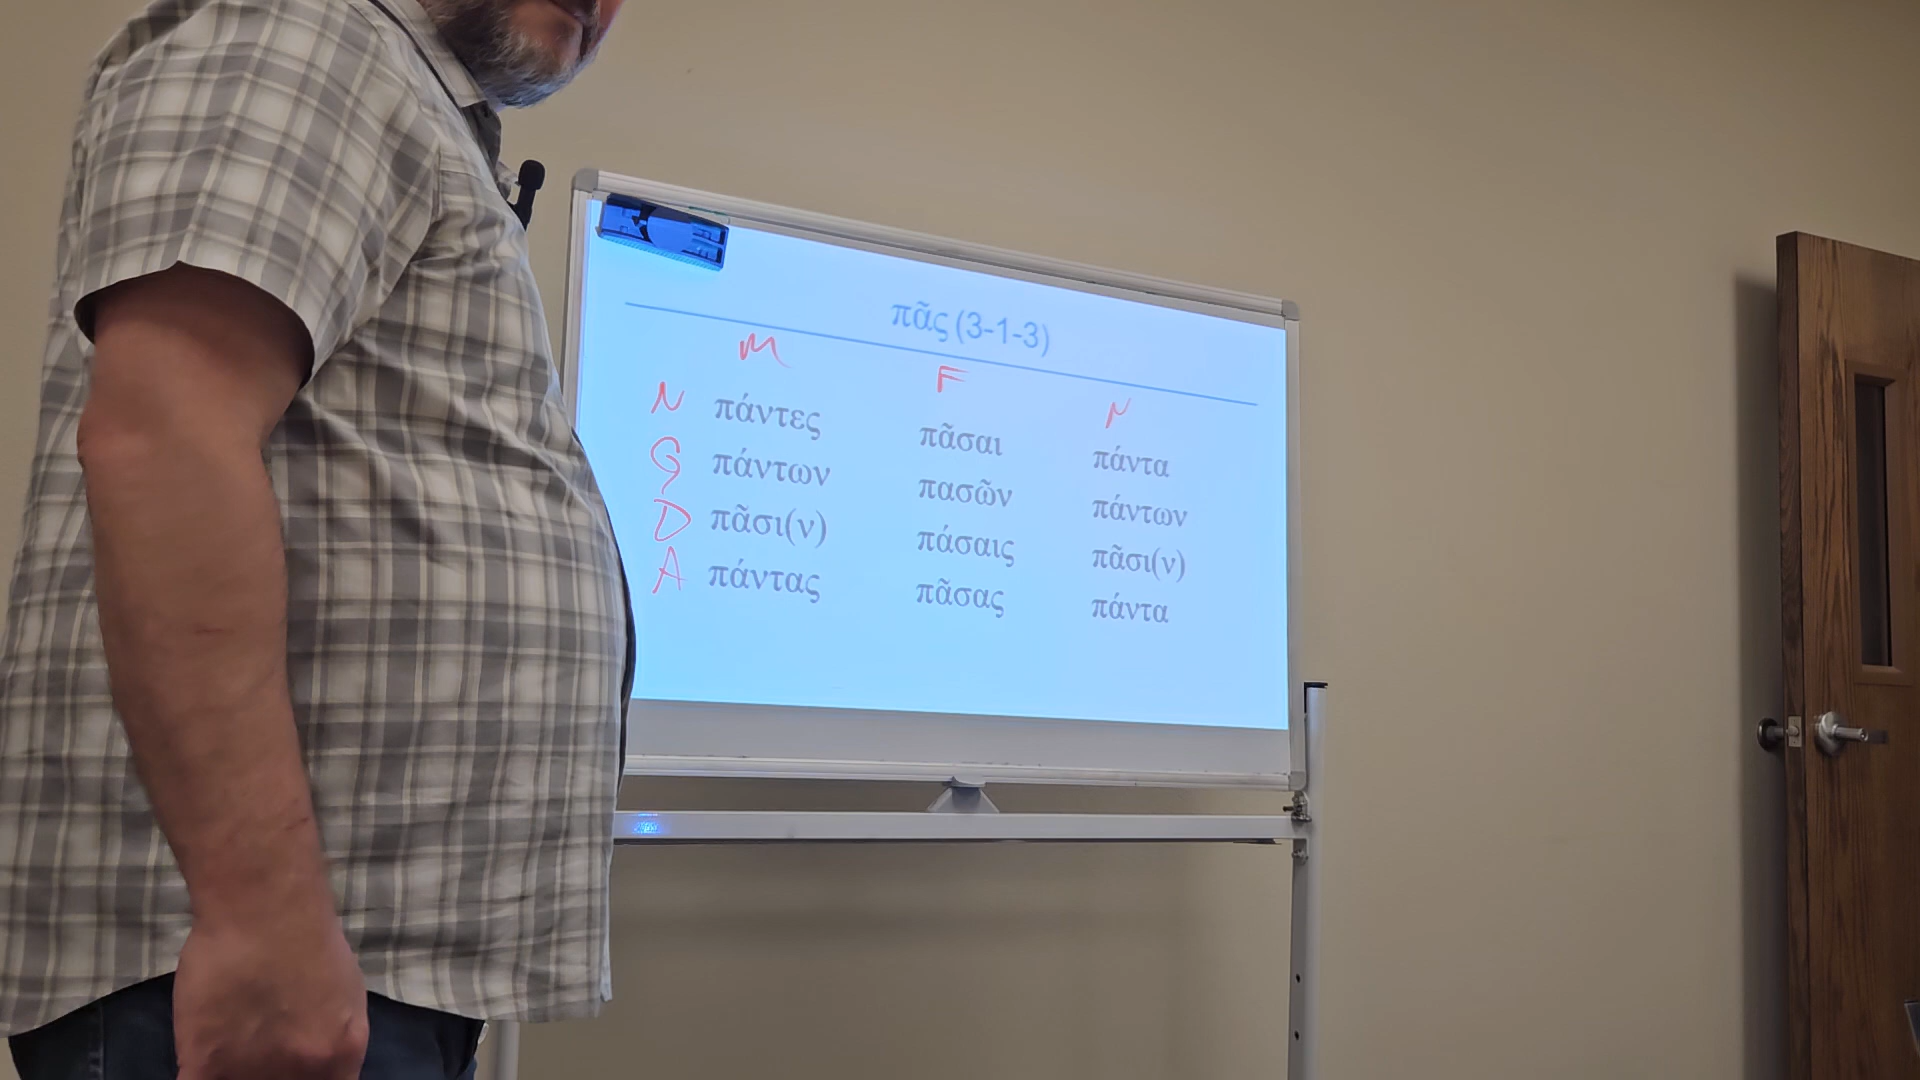 πᾶς (3-1-3)
M F N
N πάντες πᾶσαι πάντα
G πάντων πασῶν πάντων
D πᾶσι(ν) πάσαις πᾶσι(ν)
A πάντας πᾶσας πάντα